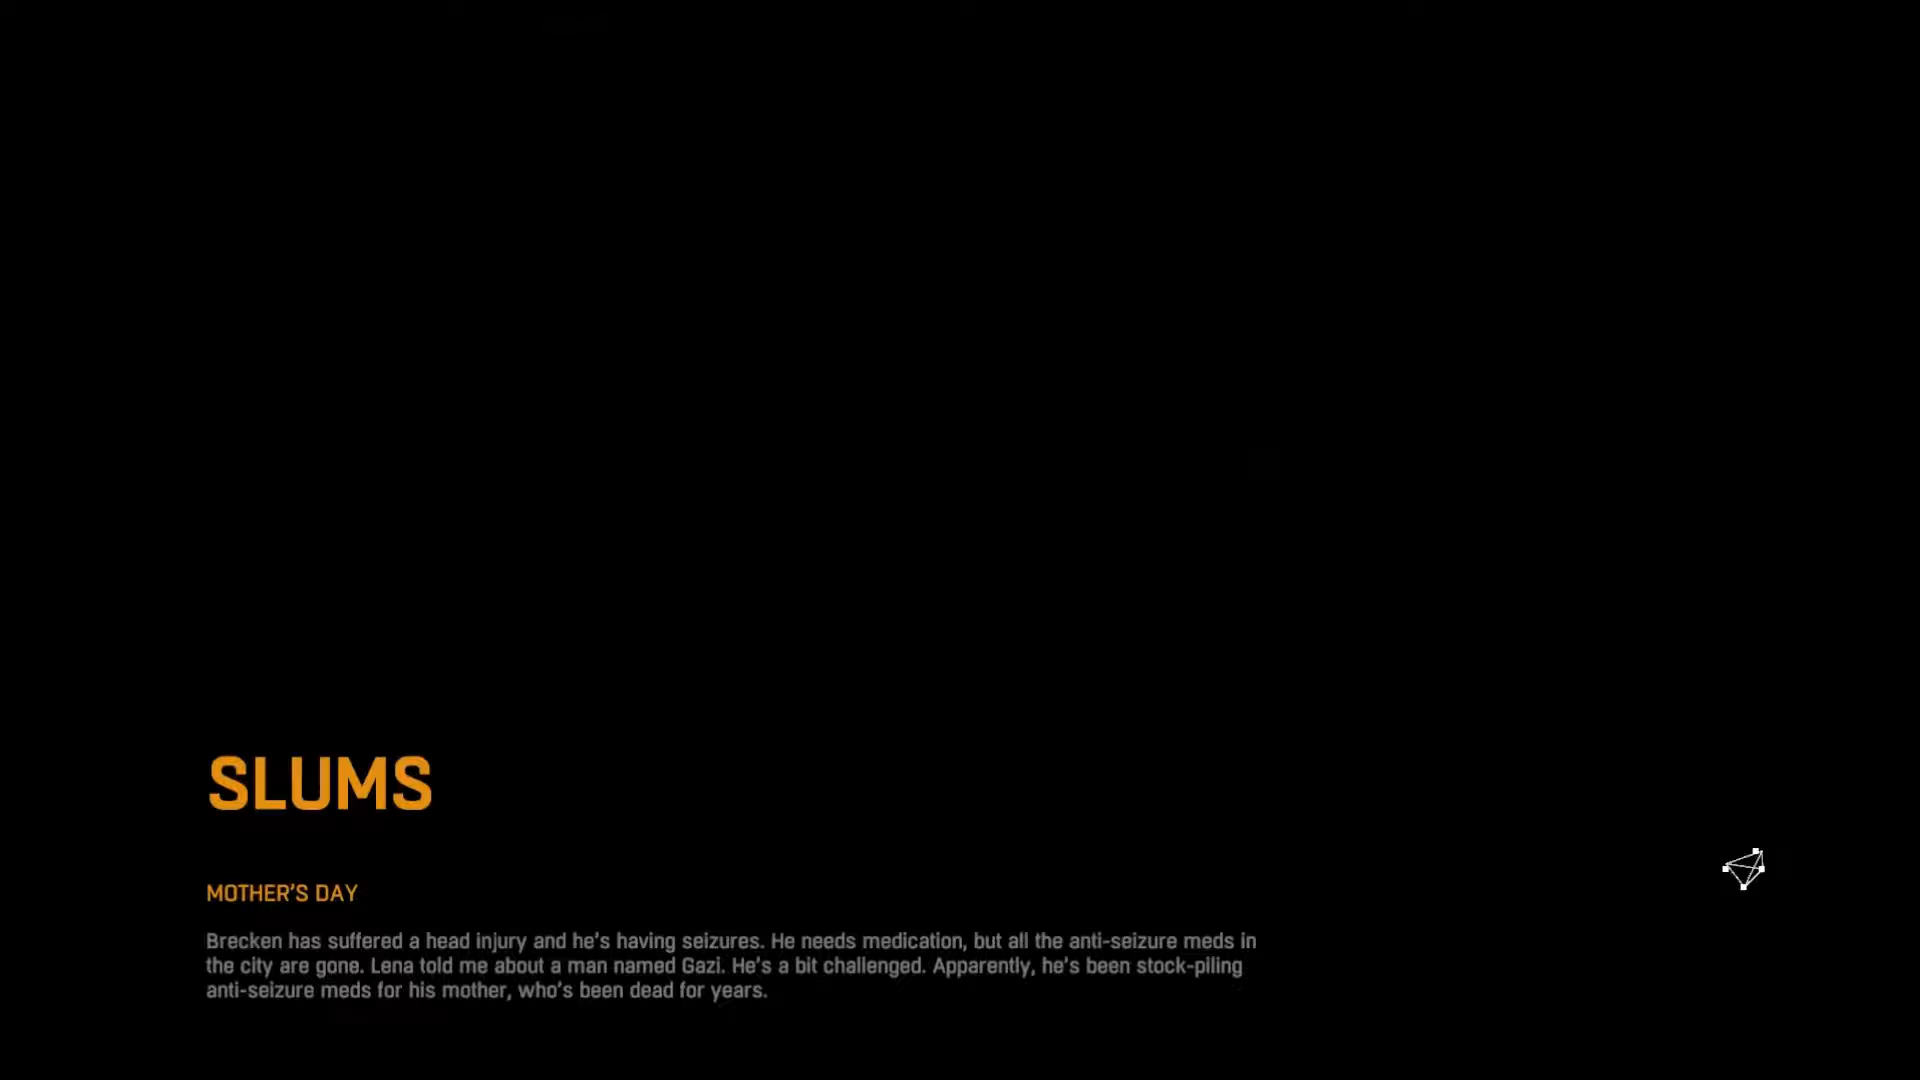 SLUMS
MOTHER'S DAY
Brecken has suffered a head injury and he's having seizures. He needs medication, but all the anti-seizure meds in
the city are gone. Lena told me about a man named Gazi. He's a bit challenged. Apparently, he's been stock-piling
anti-seizure meds for his mother, who's been dead for years.